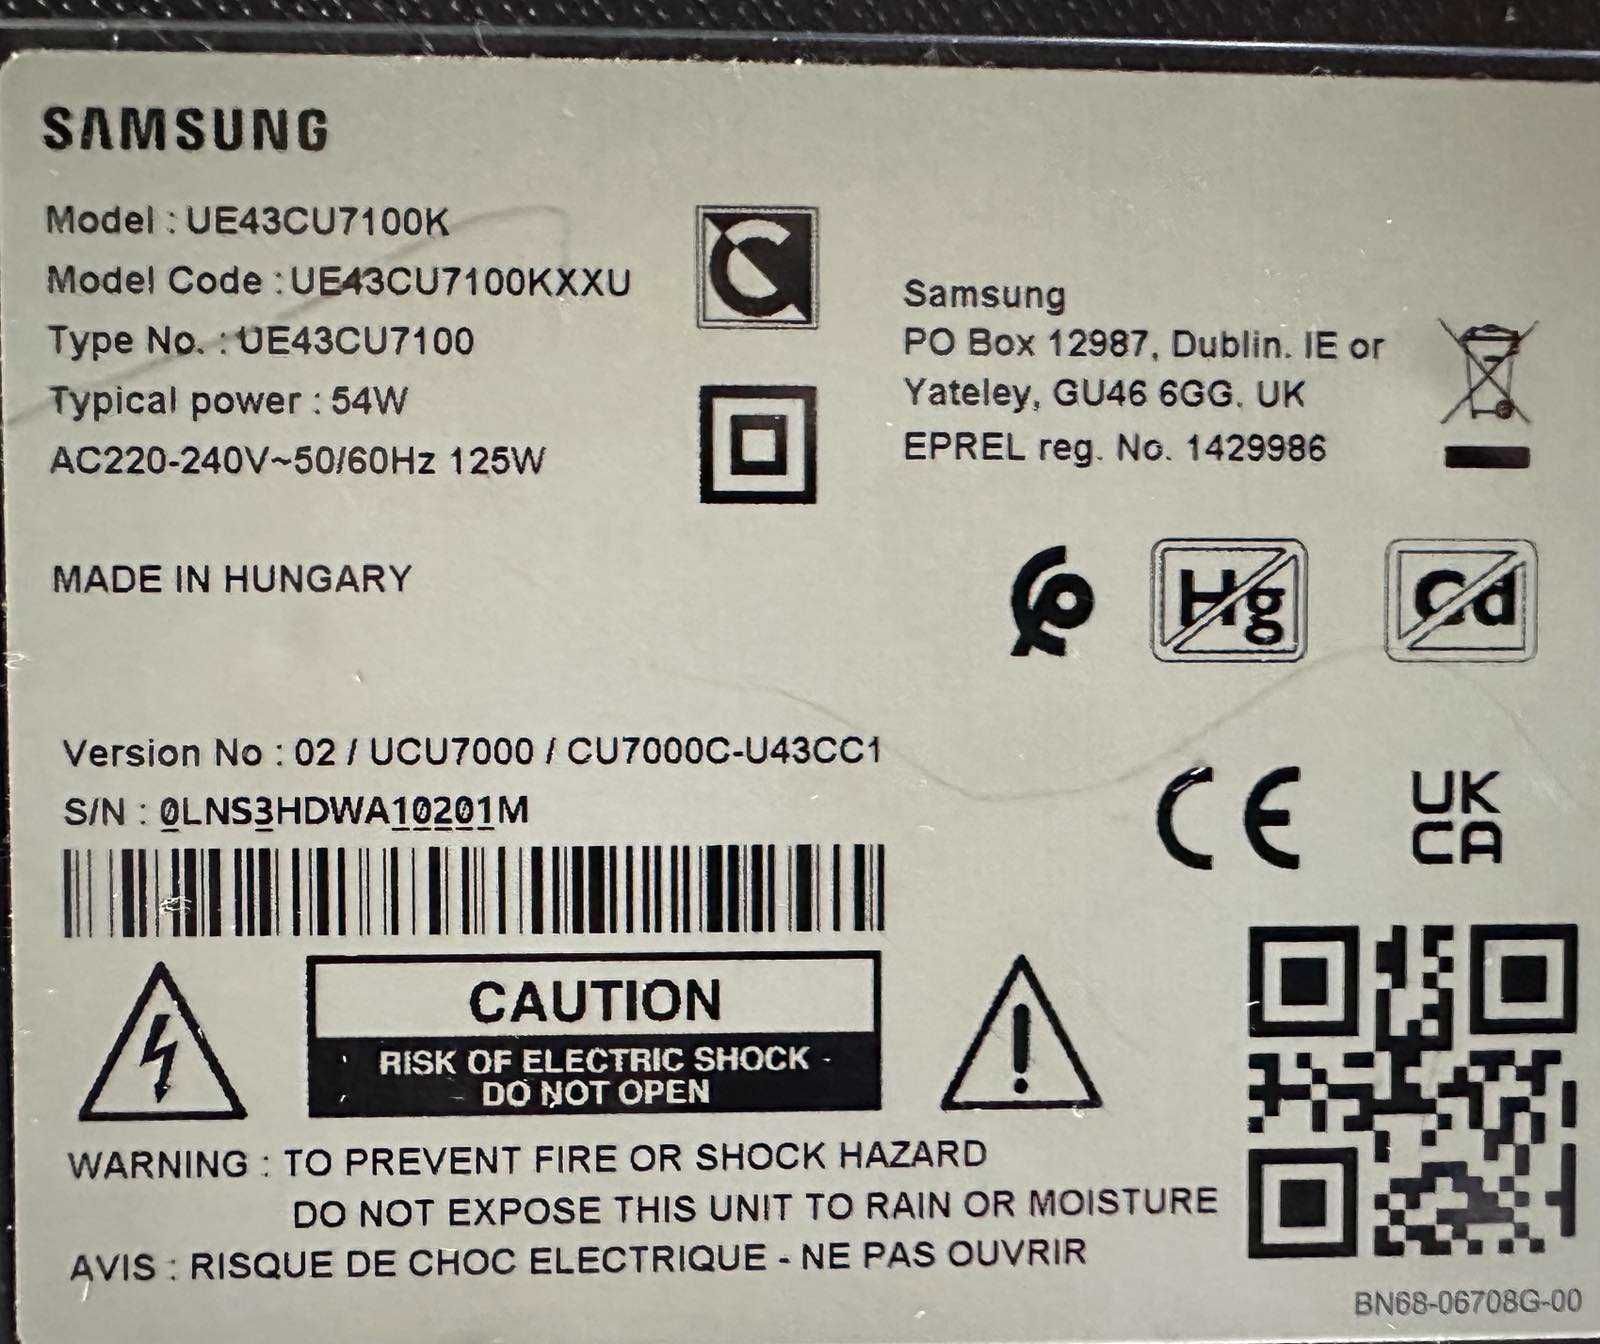 SAMSUNG
Model : UE43CU7100K
Model Code : UE43CU7100KXXU
Type No. : UE43CU7100
Typical power : 54W
AC220-240V~50/60Hz 125W
MADE IN HUNGARY
Samsung
PO Box 12987, Dublin. IE or
Yateley, GU46 6GG. UK
EPREL reg. No. 1429986
Hg
Cd
Version No : 02 / UCU7000 / CU7000C-U43CC1
S/N : 0LNS3HDWA10201M
CE
UK
CA
CAUTION
RISK OF ELECTRIC SHOCK
DO NOT OPEN
WARNING : TO PREVENT FIRE OR SHOCK HAZARD
DO NOT EXPOSE THIS UNIT TO RAIN OR MOISTURE
AVIS : RISQUE DE CHOC ELECTRIQUE - NE PAS OUVRIR
BN68-06708G-00